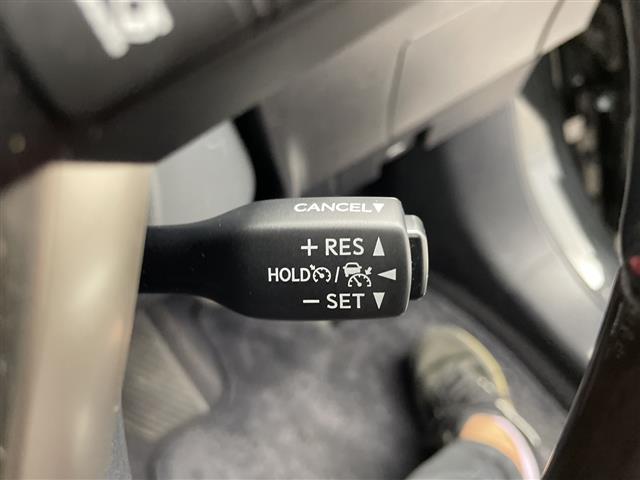 CANCEL▼
+ RES ▲
HOLD / ◀
− SET ▼